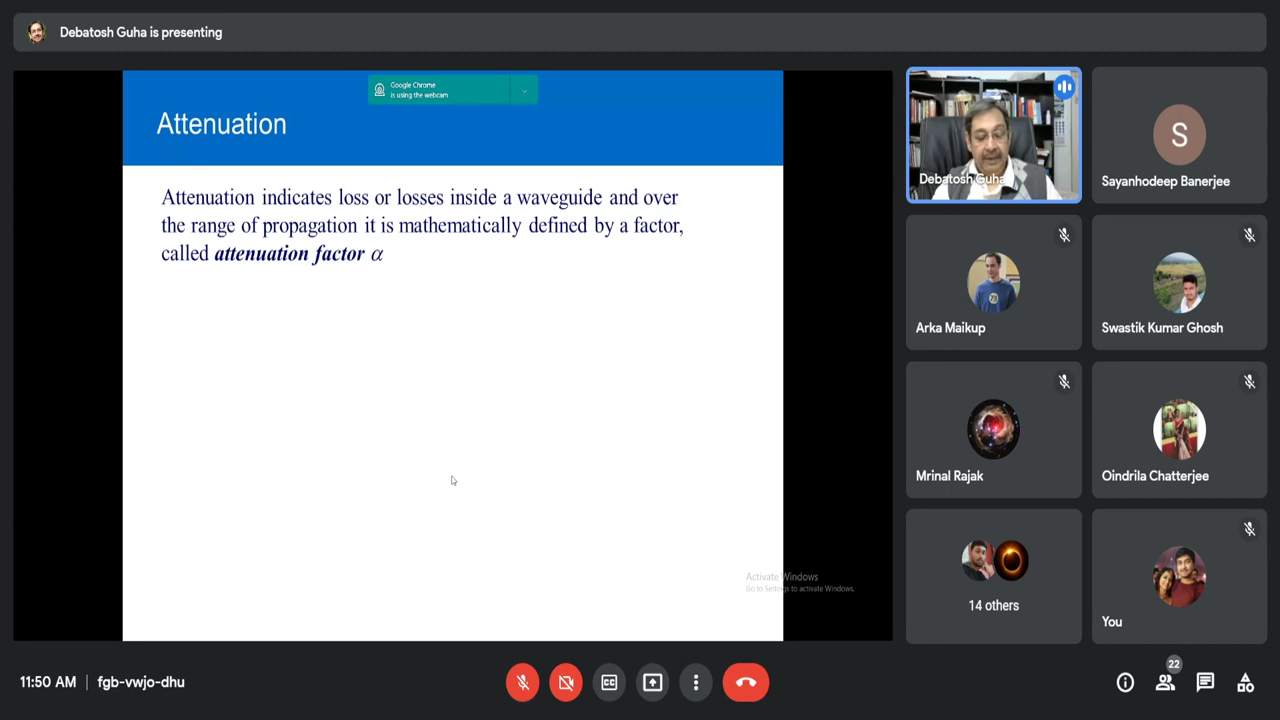 Debatosh Guha is presenting
Google Chrome
is using the webcam
Attenuation
Attenuation indicates loss or losses inside a waveguide and over
the range of propagation it is mathematically defined by a factor,
called attenuation factor α
Activate Windows
Go to Settings to activate Windows.
Debatosh Guha
S
Sayanhodeep Banerjee
Arka Maikup
Swastik Kumar Ghosh
Mrinal Rajak
Oindrila Chatterjee
14 others
You
11:50 AM | fgb-vwjo-dhu
CC
22